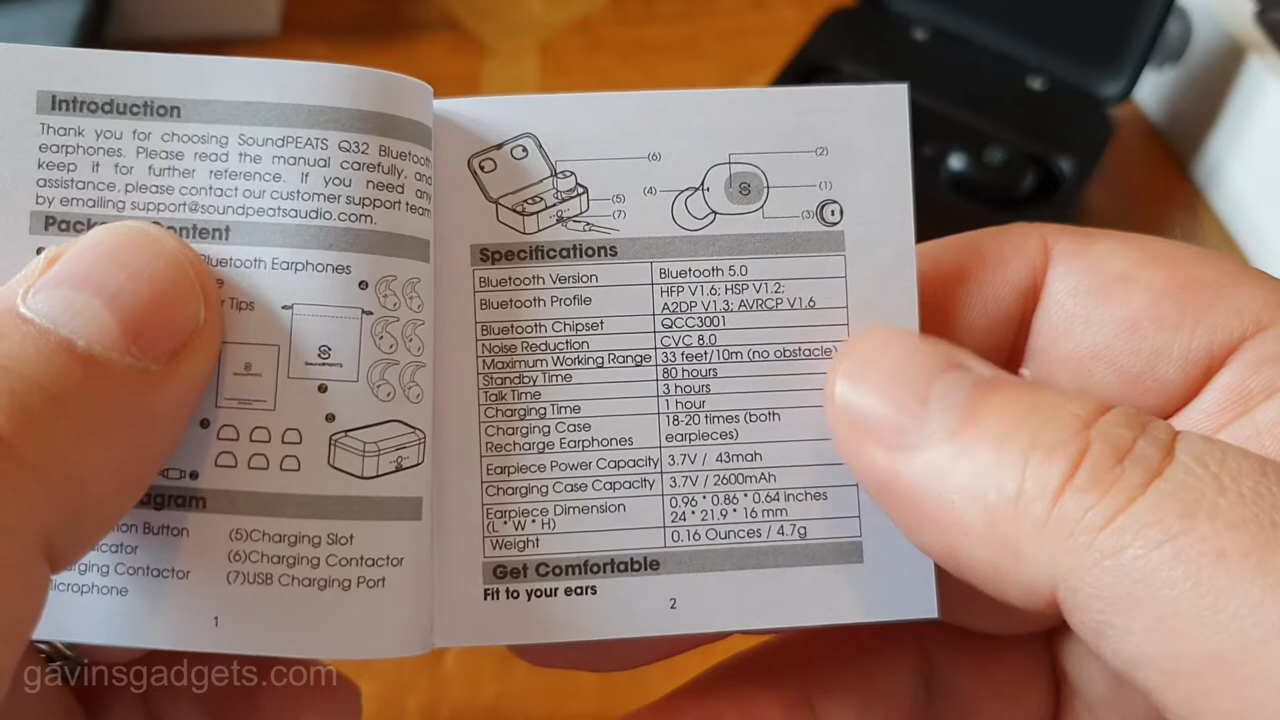 Introduction
Thank you for choosing SoundPEATS Q32 Bluetooth
earphones. Please read the manual carefully, and
keep it for further reference. If you need any
assistance, please contact our customer support team
by emailing support@soundpeatsaudio.com.
Content
Bluetooth Earphones
Tips
SoundPEATS
(5)Charging Slot
(6)Charging Contactor
(7)USB Charging Port
Button
Contactor
1
(6)
(5)
(7)
(2)
(4)
(1)
(3)
Specifications
Bluetooth Version Bluetooth 5.0
Bluetooth Profile HFP V1.6; HSP V1.2;
A2DP V1.3; AVRCP V1.6
Bluetooth Chipset QCC3001
Noise Reduction CVC 8.0
Maximum Working Range 33 feet/10m (no obstacle)
Standby Time 80 hours
Talk Time 3 hours
Charging Time 1 hour
Charging Case 18-20 times (both
Recharge Earphones earpieces)
Earpiece Power Capacity 3.7V / 43mah
Charging Case Capacity 3.7V / 2600mAh
Earpiece Dimension 0.96 * 0.86 * 0.64 inches
(L * W * H) 24 * 21.9 * 16 mm
Weight 0.16 Ounces / 4.7g
Get Comfortable
Fit to your ears
2
gavinsgadgets.com